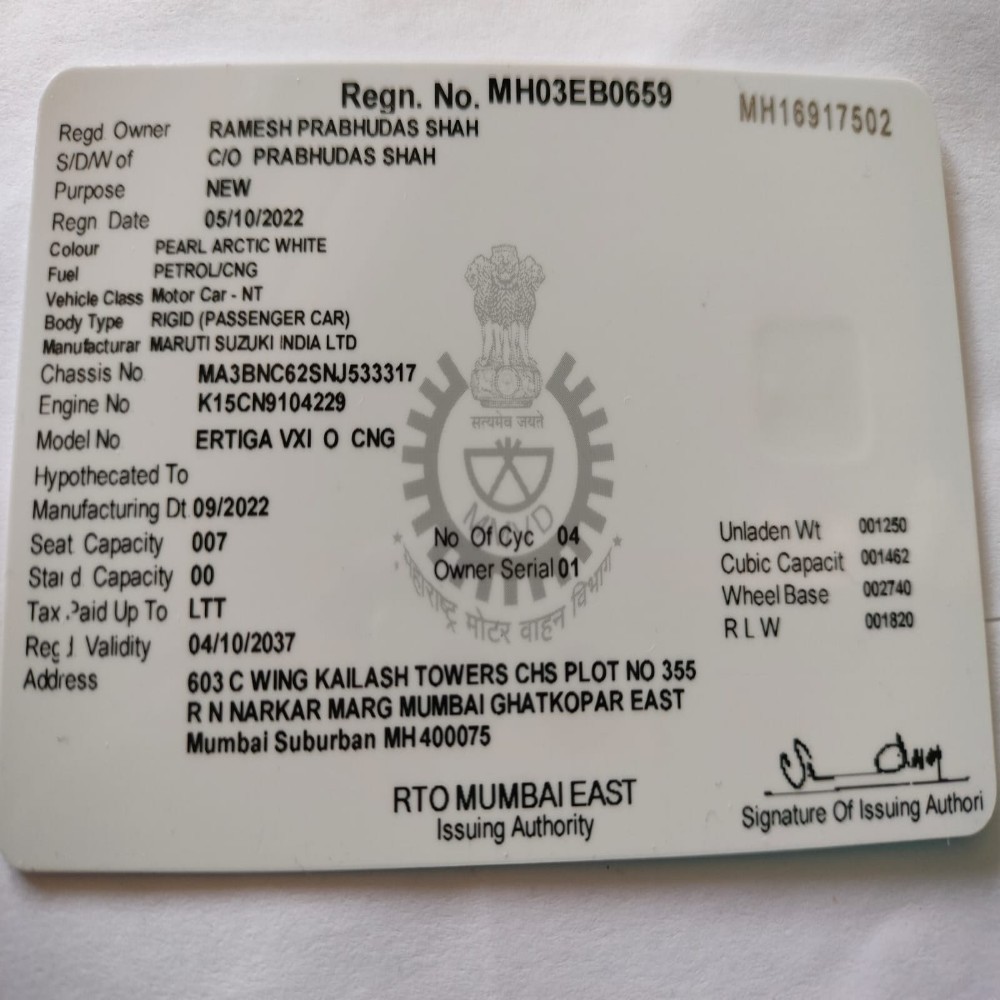 Regn. No. MH03EB0659
MH16917502
Regd Owner RAMESH PRABHUDAS SHAH
S/D/W of C/O PRABHUDAS SHAH
Purpose NEW
Regn Date 05/10/2022
Colour PEARL ARCTIC WHITE
Fuel PETROL/CNG
Vehicle Class Motor Car - NT
Body Type RIGID (PASSENGER CAR)
Manufacturar MARUTI SUZUKI INDIA LTD
Chassis No MA3BNC62SNJ533317
Engine No K15CN9104229
Model No ERTIGA VXI O CNG
Hypothecated To
Manufacturing Dt 09/2022
Seat Capacity 007 No Of Cyc 04 Unladen Wt 001250
Stard Capacity 00 Owner Serial 01 Cubic Capacit 001462
Wheel Base 002740
Tax Paid Up To LTT R L W 001820
Regd Validity 04/10/2037
Address 603 C WING KAILASH TOWERS CHS PLOT NO 355
R N NARKAR MARG MUMBAI GHATKOPAR EAST
Mumbai Suburban MH 400075
RTO MUMBAI EAST
Issuing Authority
Signature Of Issuing Authori
सत्यमेव जयते
MMVD
महाराष्ट्र मोटर वाहन विभाग